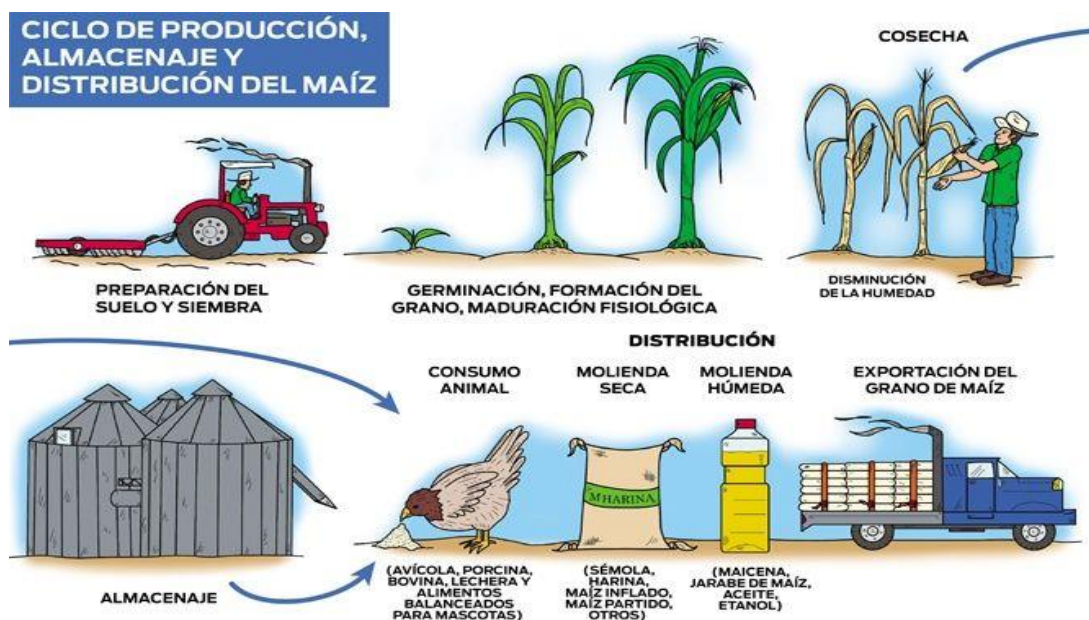 CICLO DE PRODUCCIÓN,
ALMACENAJE Y
DISTRIBUCIÓN DEL MAÍZ
PREPARACIÓN DEL
SUELO Y SIEMBRA
GERMINACIÓN, FORMACIÓN DEL
GRANO, MADURACIÓN FISIOLÓGICA
COSECHA
DISMINUCIÓN
DE LA HUMEDAD
ALMACENAJE
DISTRIBUCIÓN
CONSUMO
ANIMAL
(AVÍCOLA, PORCINA,
BOVINA, LECHERA Y
ALIMENTOS
BALANCEADOS
PARA MASCOTAS)
MOLIENDA
SECA
MHARINA
(SÉMOLA,
HARINA,
MAÍZ INFLADO,
MAÍZ PARTIDO,
OTROS)
MOLIENDA
HÚMEDA
(MAICENA,
JARABE DE MAÍZ,
ACEITE,
ETANOL)
EXPORTACIÓN DEL
GRANO DE MAÍZ